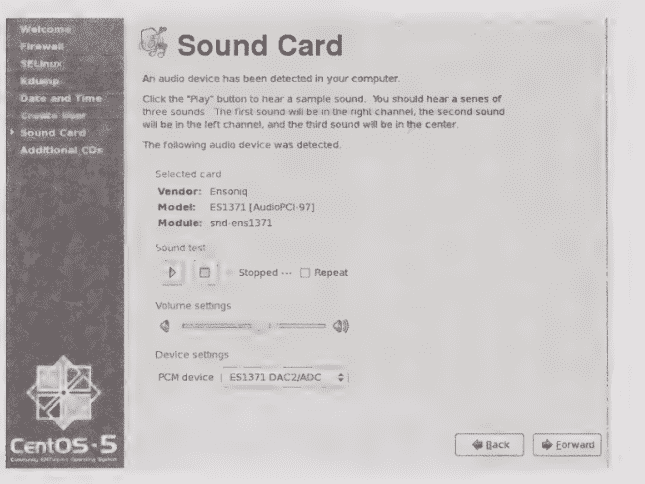 Welcome
Firewall
SELinux
Kdump
Date and Time
Create User
Sound Card
Additional CDs
Sound Card
An audio device has been detected in your computer.
Click the "Play" button to hear a sample sound. You should hear a series of
three sounds. The first sound will be in the right channel, the second sound
will be in the left channel, and the third sound will be in the center.
The following audio device was detected.
Selected card
Vendor: Ensoniq
Model: ES1371 [AudioPCI-97]
Module: snd-ens1371
Sound test
Stopped ··· Repeat
Volume settings
Device settings
PCM device ES1371 DAC2/ADC
Back Forward
CentOS-5
Community ENTerprise Operating System